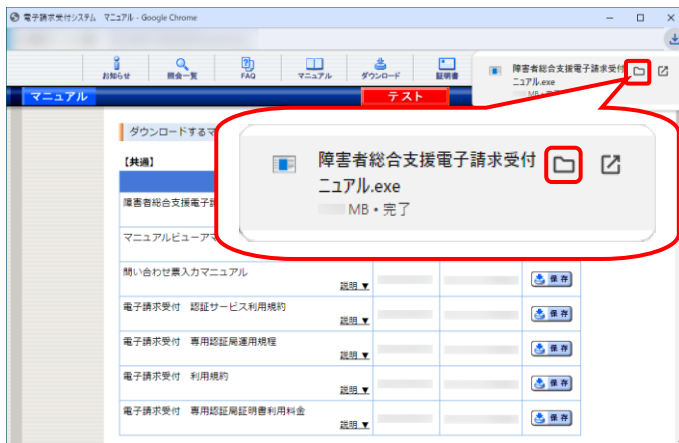 電子請求受付システム マニュアル - Google Chrome
お知らせ 照会一覧 FAQ マニュアル ダウンロード 証明書
障害者総合支援電子請求受付
ニュアル.exe
MB・完了
マニュアル テスト
ダウンロードするマ
【共通】
障害者総合支援電子請求受付
ニュアル.exe
MB・完了
障害者総合支援電子請
マニュアルビューアマ
問い合わせ票入力マニュアル
説明▼ 保存
電子請求受付 認証サービス利用規約
説明▼ 保存
電子請求受付 専用認証局運用規程
説明▼ 保存
電子請求受付 利用規約
説明▼ 保存
電子請求受付 専用認証局証明書利用料金
説明▼ 保存